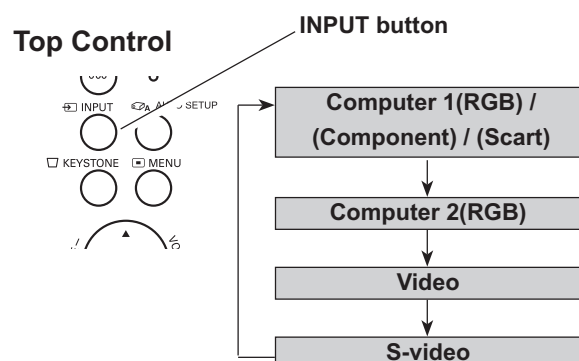 INPUT button
Top Control
INPUT
SETUP
KEYSTONE
MENU
Computer 1(RGB) /
(Component) / (Scart)
Computer 2(RGB)
Video
S-video